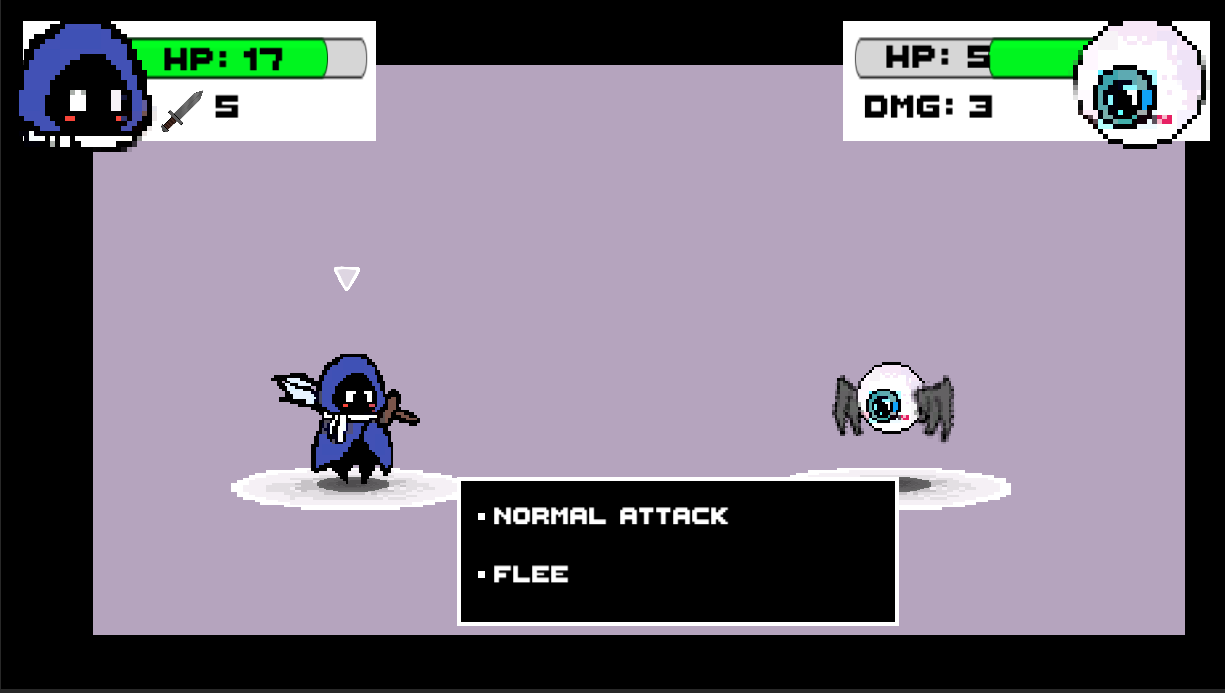 HP: 17
5
HP: 5
DMG: 3
▪ NORMAL ATTACK
▪ FLEE